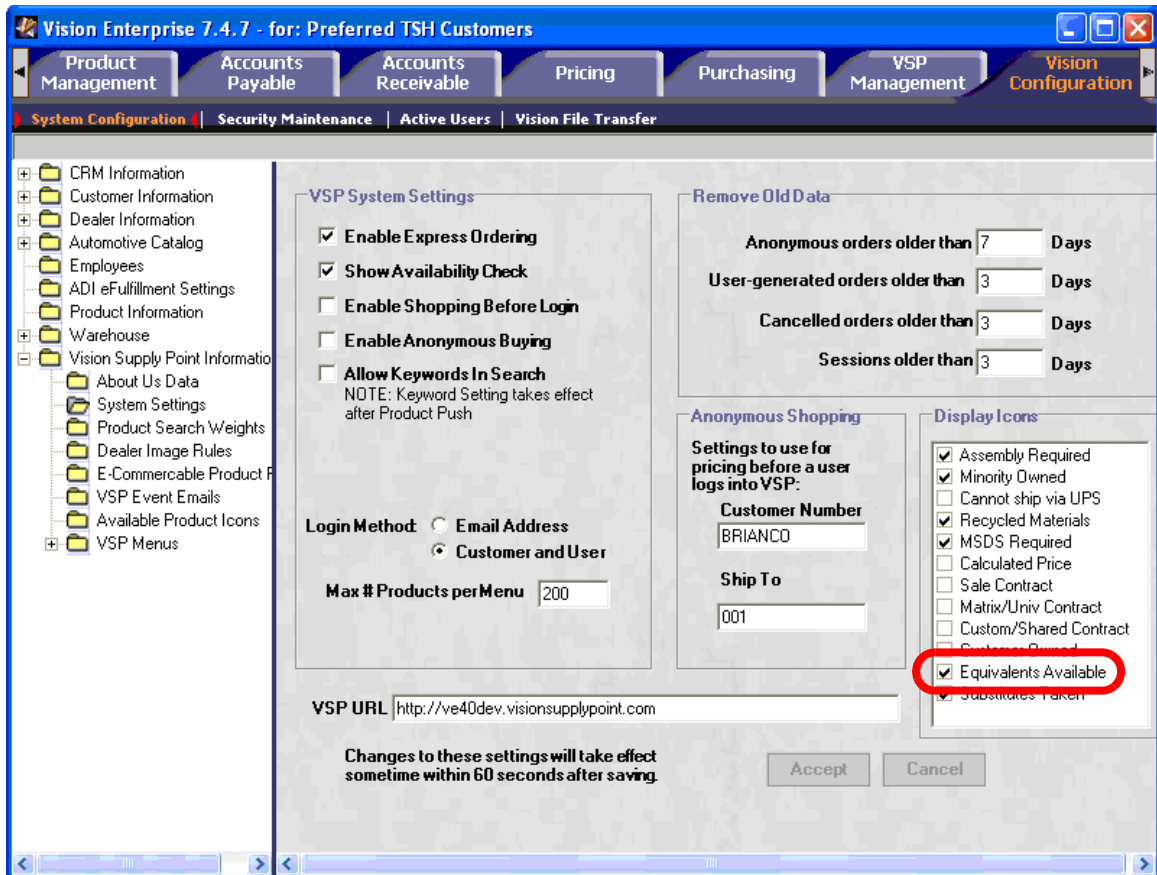 Vision Enterprise 7.4.7 - for: Preferred TSH Customers
Product Management
Accounts Payable
Accounts Receivable
Pricing
Purchasing
VSP Management
Vision Configuration
System Configuration | Security Maintenance | Active Users | Vision File Transfer
CRM Information
Customer Information
Dealer Information
Automotive Catalog
Employees
ADI eFulfillment Settings
Product Information
Warehouse
Vision Supply Point Informatio
About Us Data
System Settings
Product Search Weights
Dealer Image Rules
E-Commercable Product F
VSP Event Emails
Available Product Icons
VSP Menus
VSP System Settings
Enable Express Ordering
Show Availability Check
Enable Shopping Before Login
Enable Anonymous Buying
Allow Keywords In Search
NOTE: Keyword Setting takes effect
after Product Push
Login Method: Email Address
Customer and User
Max # Products per Menu 200
Remove Old Data
Anonymous orders older than 7 Days
User-generated orders older than 3 Days
Cancelled orders older than 3 Days
Sessions older than 3 Days
Anonymous Shopping
Settings to use for
pricing before a user
logs into VSP:
Customer Number
BRIANCO
Ship To
001
Display Icons
Assembly Required
Minority Owned
Cannot ship via UPS
Recycled Materials
MSDS Required
Calculated Price
Sale Contract
Matrix/Univ Contract
Custom/Shared Contract
Customer Owned
Equivalents Available
Substitutes Taken
VSP URL http://ve40dev.visionsupplypoint.com
Changes to these settings will take effect
sometime within 60 seconds after saving.
Accept
Cancel